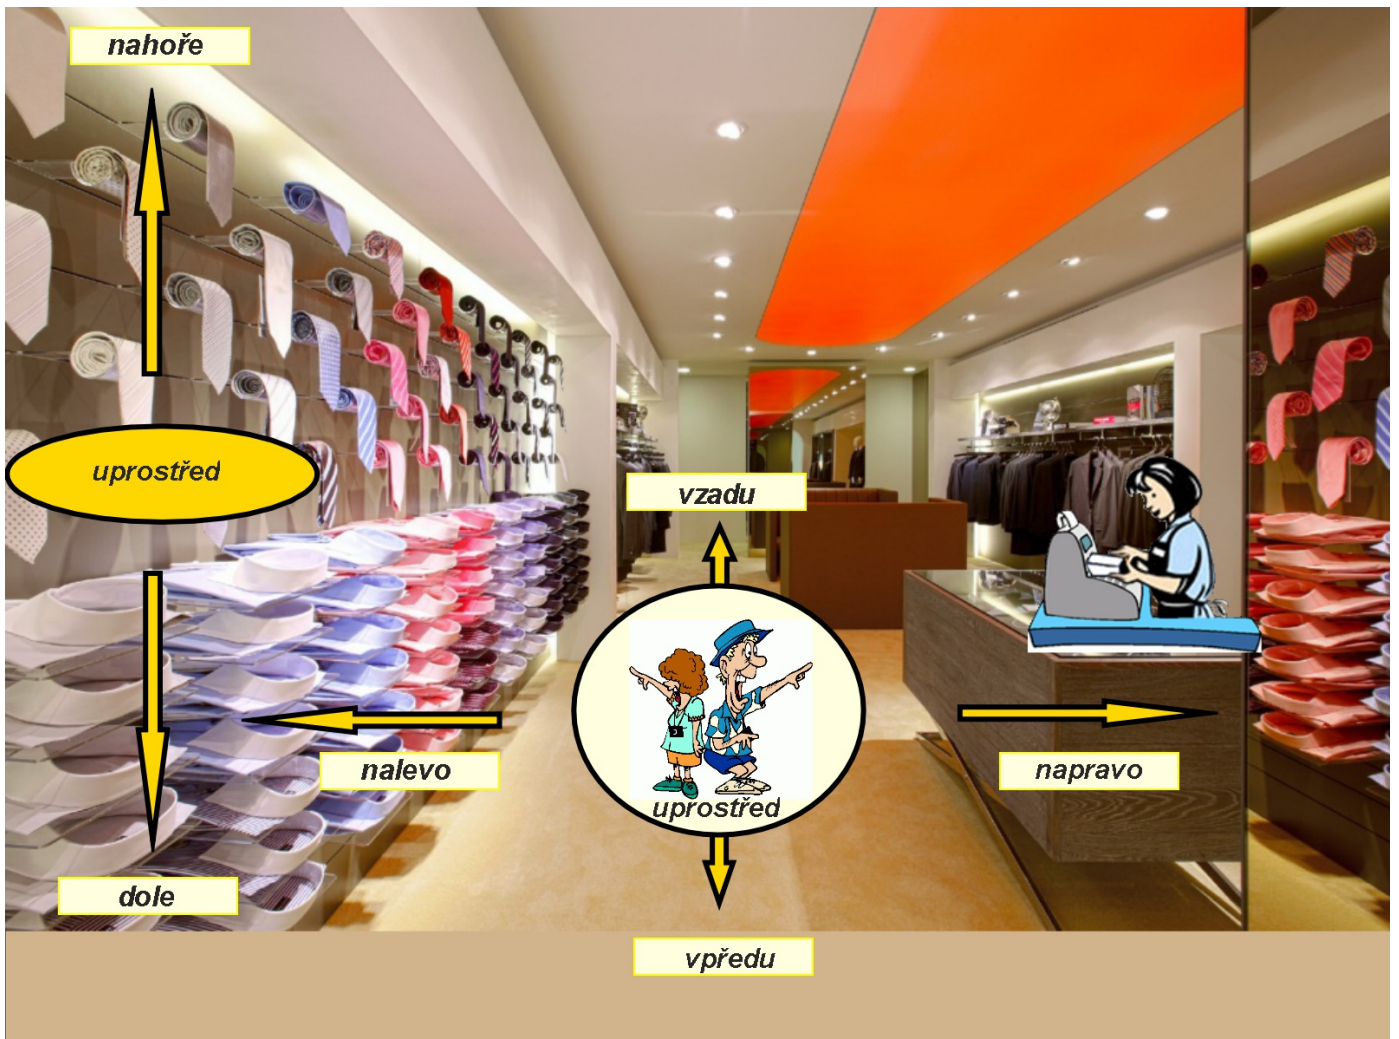 nahoře
uprostřed
vzadu
nalevo
napravo
uprostřed
dole
vpředu